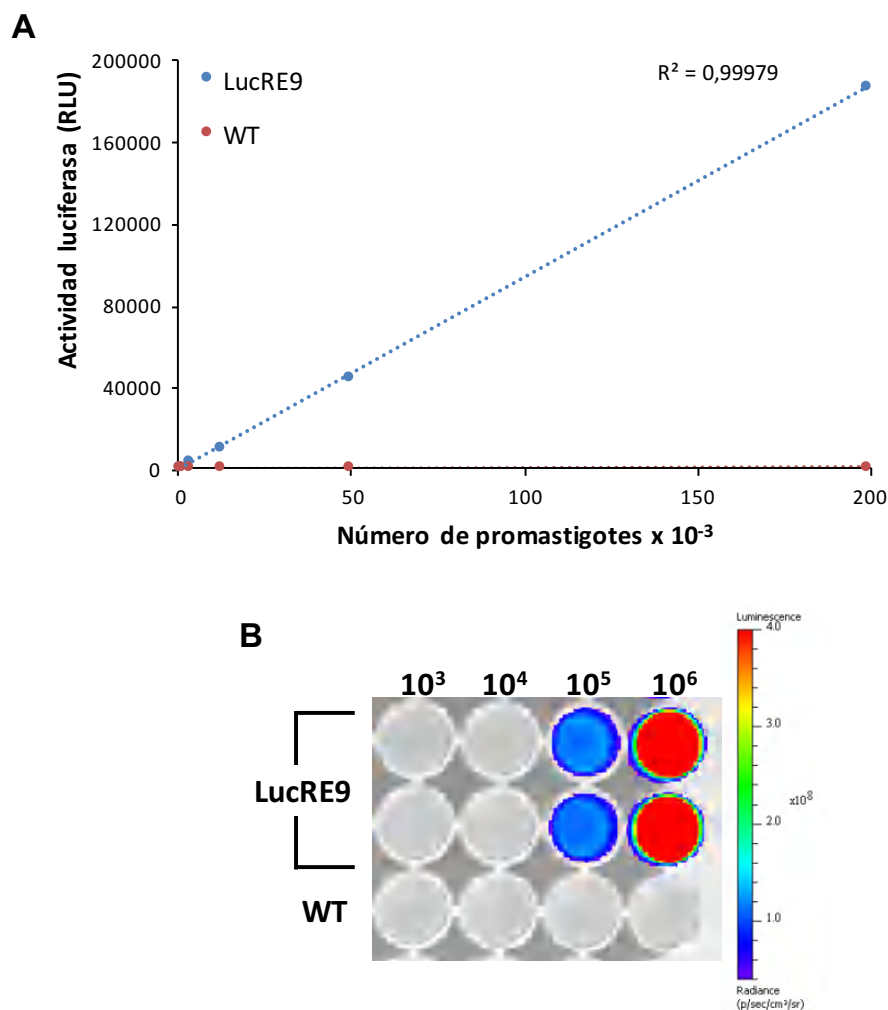 A
200000
160000
120000
80000
40000
0
Actividad luciferasa (RLU)
LucRE9
WT
R² = 0,99979
0 50 100 150 200
Número de promastigotes x 10⁻³
B
10³ 10⁴ 10⁵ 10⁶
LucRE9
WT
Luminescence
4.0
3.0
2.0
x10⁸
1.0
Radiance
(p/sec/cm²/sr)